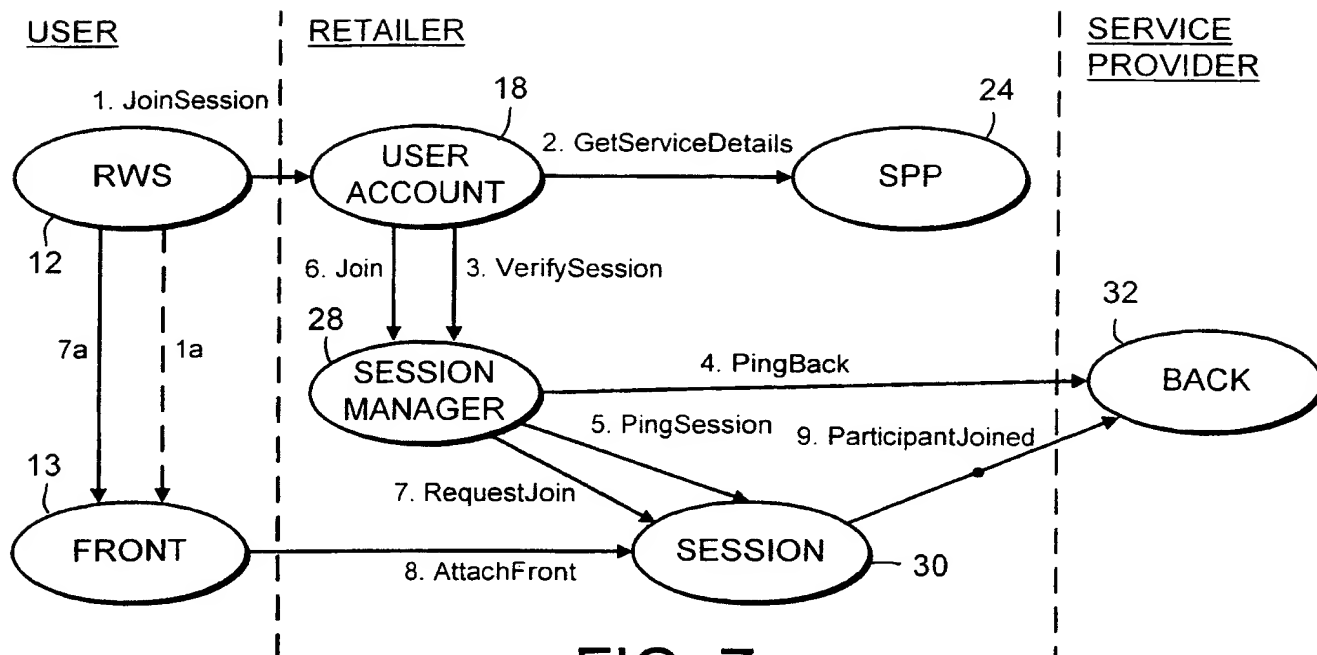 USER
RETAILER
SERVICE
PROVIDER
1. JoinSession
18
24
RWS
USER
ACCOUNT
2. GetServiceDetails
SPP
12
6. Join
3. VerifySession
32
28
7a
1a
SESSION
MANAGER
4. PingBack
BACK
5. PingSession
9. ParticipantJoined
13
7. RequestJoin
FRONT
8. AttachFront
SESSION
30